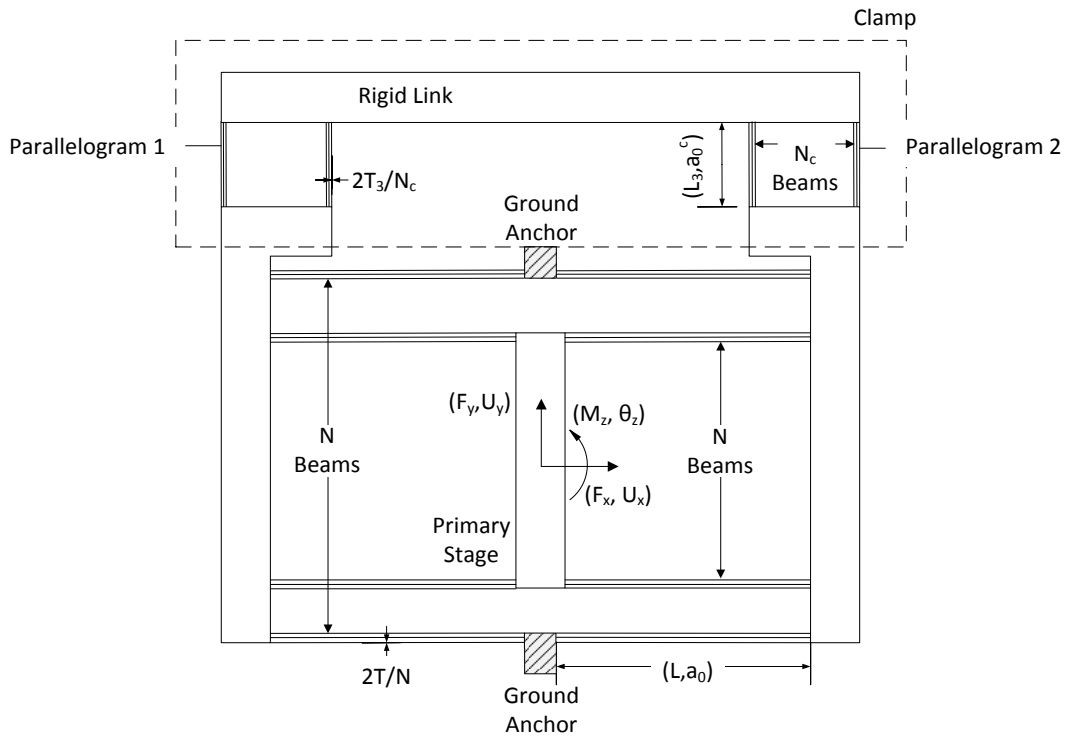 Clamp
Rigid Link
Parallelogram 1
Parallelogram 2
Nc
Beams
(L3,a0c)
2T3/Nc
Ground
Anchor
(Fy,Uy)
(Mz, θz)
N
Beams
N
Beams
(Fx, Ux)
Primary
Stage
2T/N
(L,a0)
Ground
Anchor